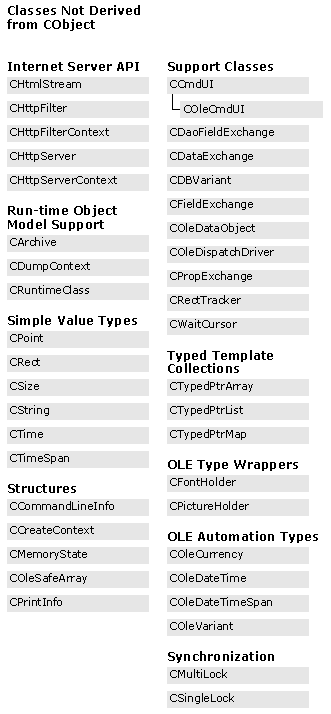 Classes Not Derived
from CObject
Internet Server API
CHtmlStream
CHttpFilter
CHttpFilterContext
CHttpServer
CHttpServerContext
Run-time Object
Model Support
CArchive
CDumpContext
CRuntimeClass
Simple Value Types
CPoint
CRect
CSize
CString
CTime
CTimeSpan
Structures
CCommandLineInfo
CCreateContext
CMemoryState
COleSafeArray
CPrintInfo
Support Classes
CCmdUI
COleCmdUI
CDaoFieldExchange
CDataExchange
CDBVariant
CFieldExchange
COleDataObject
COleDispatchDriver
CPropExchange
CRectTracker
CWaitCursor
Typed Template
Collections
CTypedPtrArray
CTypedPtrList
CTypedPtrMap
OLE Type Wrappers
CFontHolder
CPictureHolder
OLE Automation Types
COleCurrency
COleDateTime
COleDateTimeSpan
COleVariant
Synchronization
CMultiLock
CSingleLock